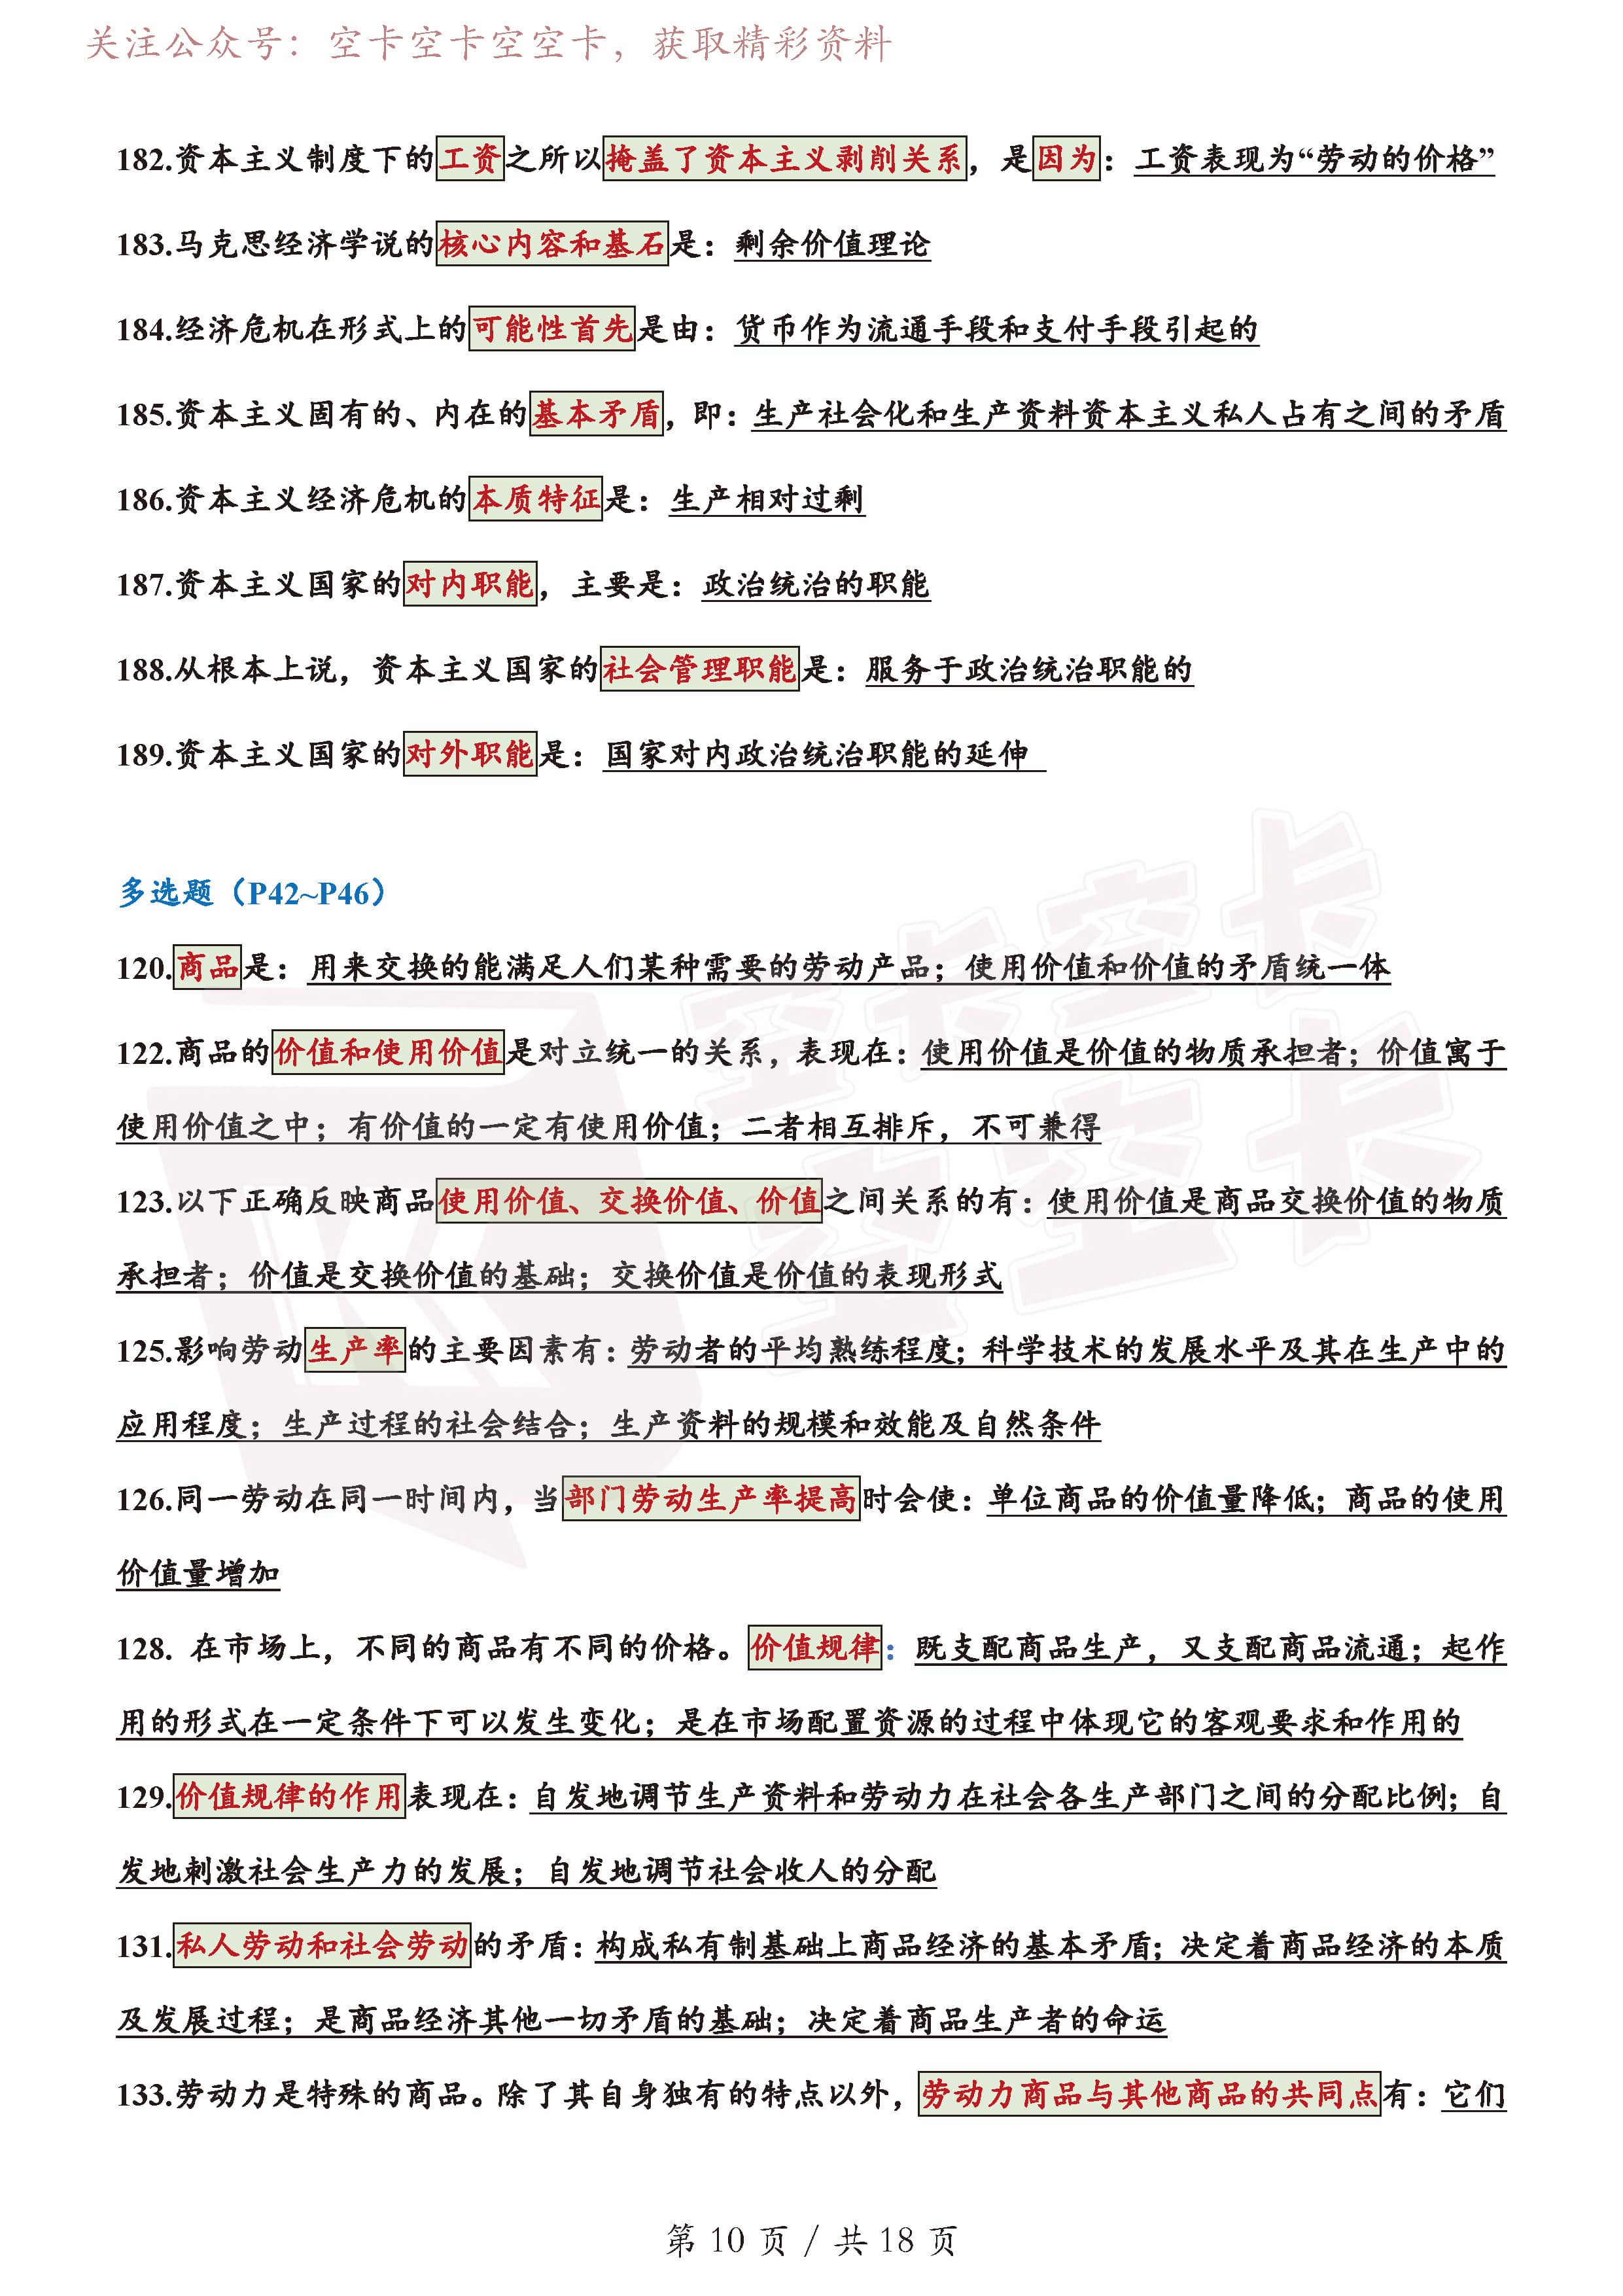 关注公众号：空卡空卡空空卡，获取精彩资料
182.资本主义制度下的工资之所以掩盖了资本主义剥削关系，是因为：工资表现为“劳动的价格”
183.马克思经济学说的核心内容和基石是：剩余价值理论
184.经济危机在形式上的可能性首先是由：货币作为流通手段和支付手段引起的
185.资本主义固有的、内在的基本矛盾，即：生产社会化和生产资料资本主义私人占有之间的矛盾
186.资本主义经济危机的本质特征是：生产相对过剩
187.资本主义国家的对内职能，主要是：政治统治的职能
188.从根本上说，资本主义国家的社会管理职能是：服务于政治统治职能的
189.资本主义国家的对外职能是：国家对内政治统治职能的延伸
多选题（P42~P46）
120.商品是：用来交换的能满足人们某种需要的劳动产品；使用价值和价值的矛盾统一体
122.商品的价值和使用价值是对立统一的关系，表现在：使用价值是价值的物质承担者；价值寓于
使用价值之中；有价值的一定有使用价值；二者相互排斥，不可兼得
123.以下正确反映商品使用价值、交换价值、价值之间关系的有：使用价值是商品交换价值的物质
承担者；价值是交换价值的基础；交换价值是价值的表现形式
125.影响劳动生产率的主要因素有：劳动者的平均熟练程度；科学技术的发展水平及其在生产中的
应用程度；生产过程的社会结合；生产资料的规模和效能及自然条件
126.同一劳动在同一时间内，当部门劳动生产率提高时会使：单位商品的价值量降低；商品的使用
价值量增加
128. 在市场上，不同的商品有不同的价格。价值规律：既支配商品生产，又支配商品流通；起作
用的形式在一定条件下可以发生变化；是在市场配置资源的过程中体现它的客观要求和作用的
129.价值规律的作用表现在：自发地调节生产资料和劳动力在社会各生产部门之间的分配比例；自
发地刺激社会生产力的发展；自发地调节社会收人的分配
131.私人劳动和社会劳动的矛盾：构成私有制基础上商品经济的基本矛盾；决定着商品经济的本质
及发展过程；是商品经济其他一切矛盾的基础；决定着商品生产者的命运
133.劳动力是特殊的商品。除了其自身独有的特点以外，劳动力商品与其他商品的共同点有：它们
空卡空卡
空空卡
第 10 页 / 共 18 页